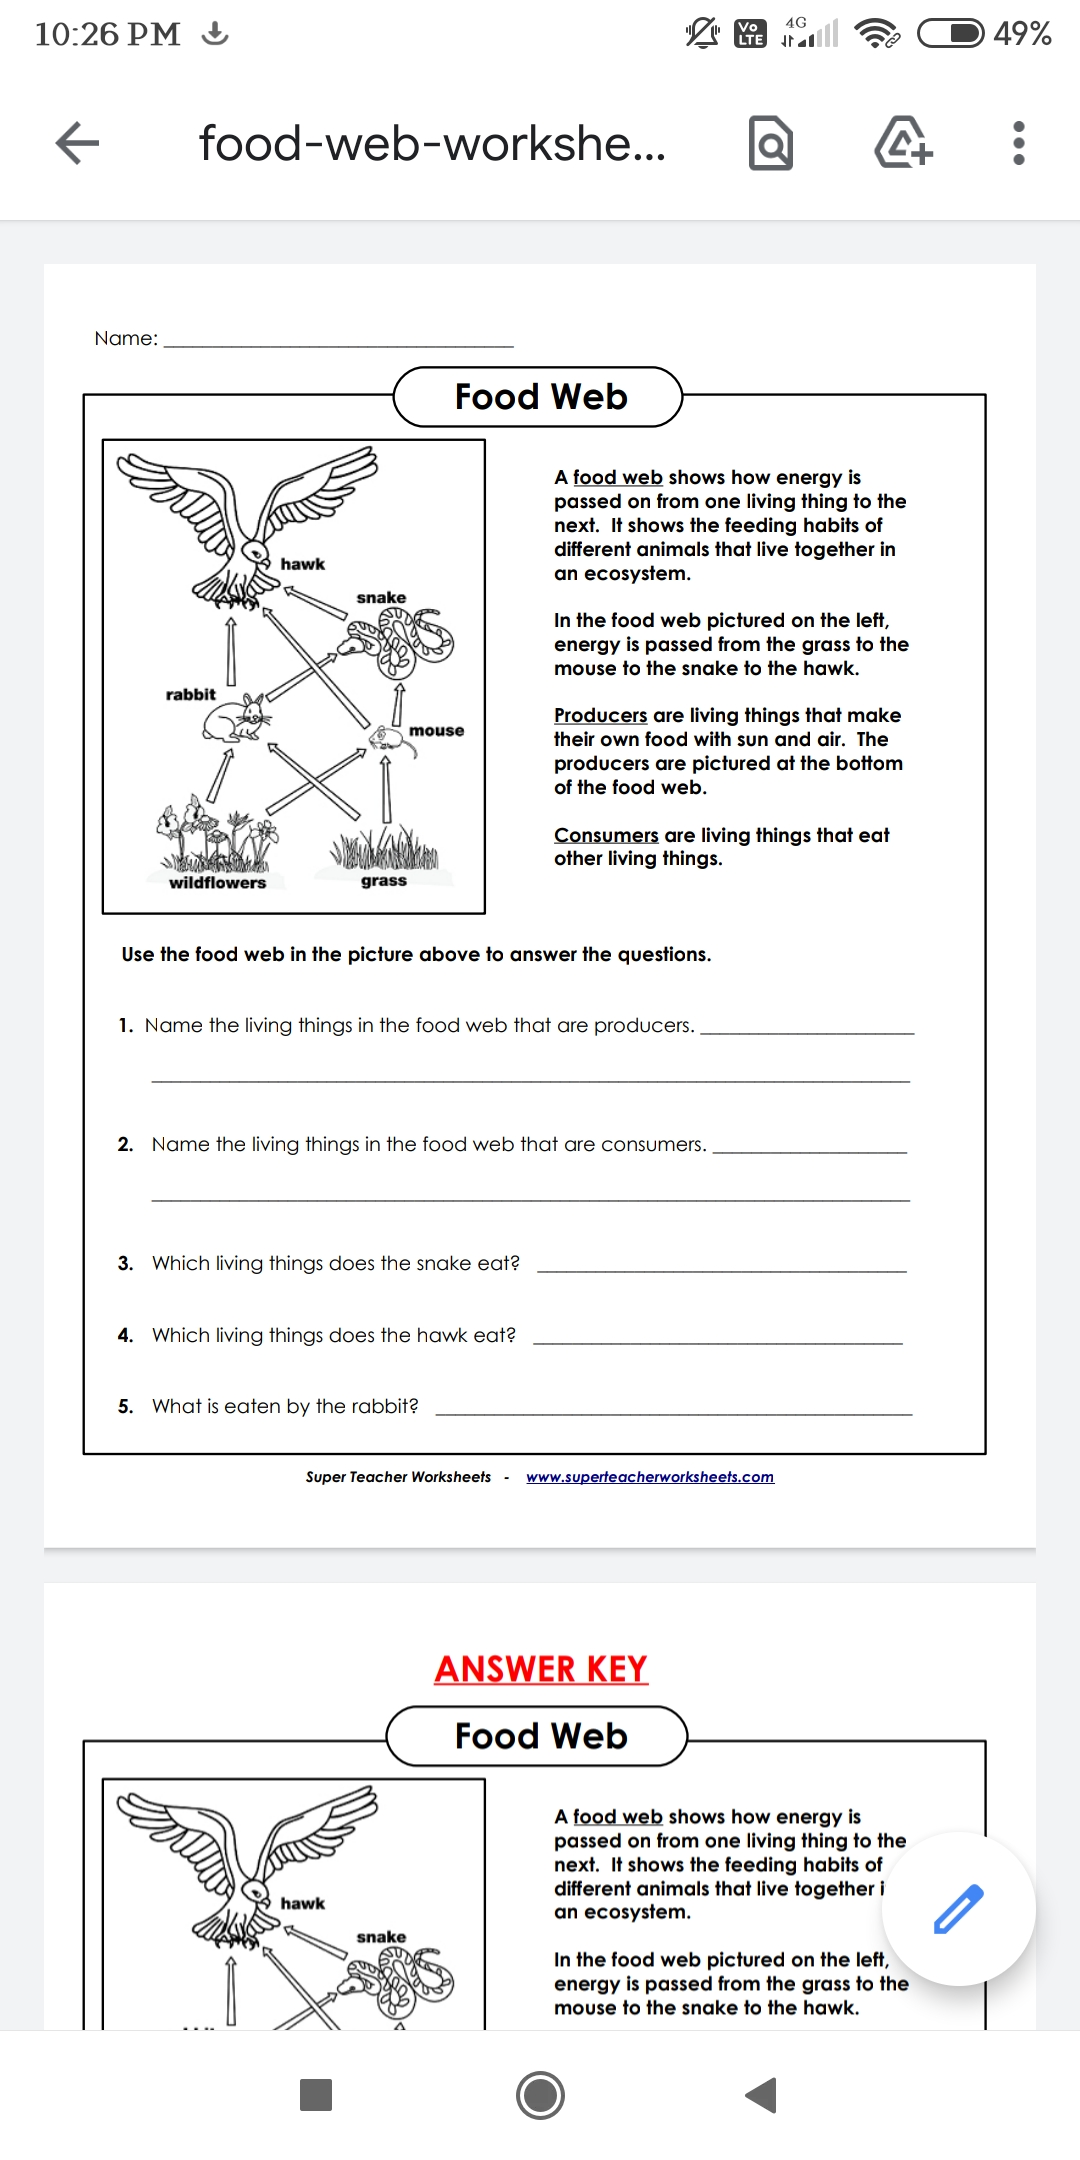 10:26 PM
Vo LTE
4G
49%
food-web-workshe...
Name:
Food Web
hawk
snake
rabbit
mouse
wildflowers
grass
A food web shows how energy is
passed on from one living thing to the
next. It shows the feeding habits of
different animals that live together in
an ecosystem.
In the food web pictured on the left,
energy is passed from the grass to the
mouse to the snake to the hawk.
Producers are living things that make
their own food with sun and air. The
producers are pictured at the bottom
of the food web.
Consumers are living things that eat
other living things.
Use the food web in the picture above to answer the questions.
1. Name the living things in the food web that are producers.
2. Name the living things in the food web that are consumers.
3. Which living things does the snake eat?
4. Which living things does the hawk eat?
5. What is eaten by the rabbit?
Super Teacher Worksheets - www.superteacherworksheets.com
ANSWER KEY
Food Web
hawk
snake
A food web shows how energy is
passed on from one living thing to the
next. It shows the feeding habits of
different animals that live together i
an ecosystem.
In the food web pictured on the left,
energy is passed from the grass to the
mouse to the snake to the hawk.